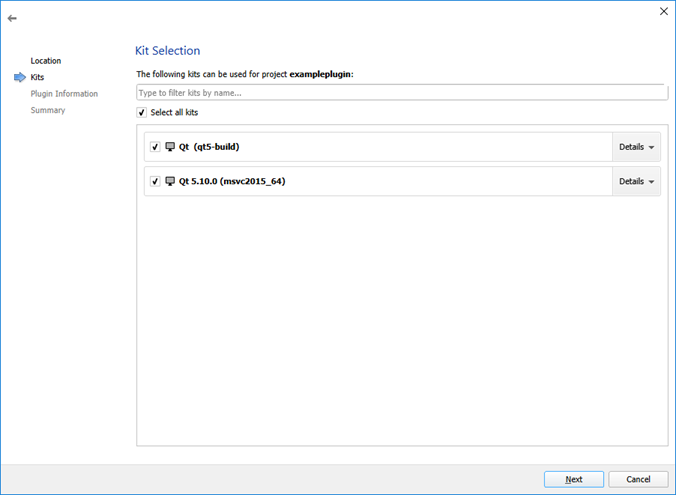 Location
Kits
Plugin Information
Summary
Kit Selection
The following kits can be used for project exampleplugin:
Type to filter kits by name...
Select all kits
Qt (qt5-build)
Details
Qt 5.10.0 (msvc2015_64)
Details
Next
Cancel